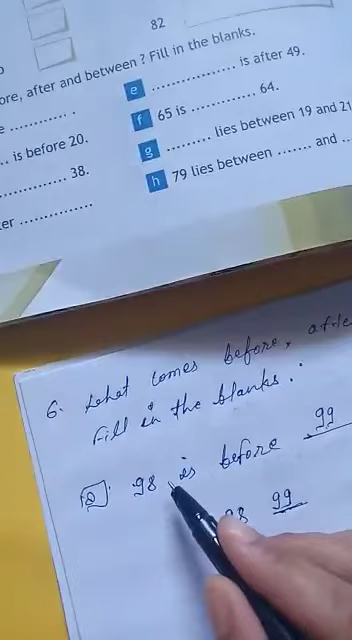 82
ore, after and between ? Fill in the blanks.
e ............... .
e ............... is after 49.
... is before 20.
f 65 is ............... 64.
............... 38.
g ......... lies between 19 and 21
ter ...............
h 79 lies between ....... and ..
6. What comes before, afte
Fill in the blanks.
a. 98 is before 99
98 99